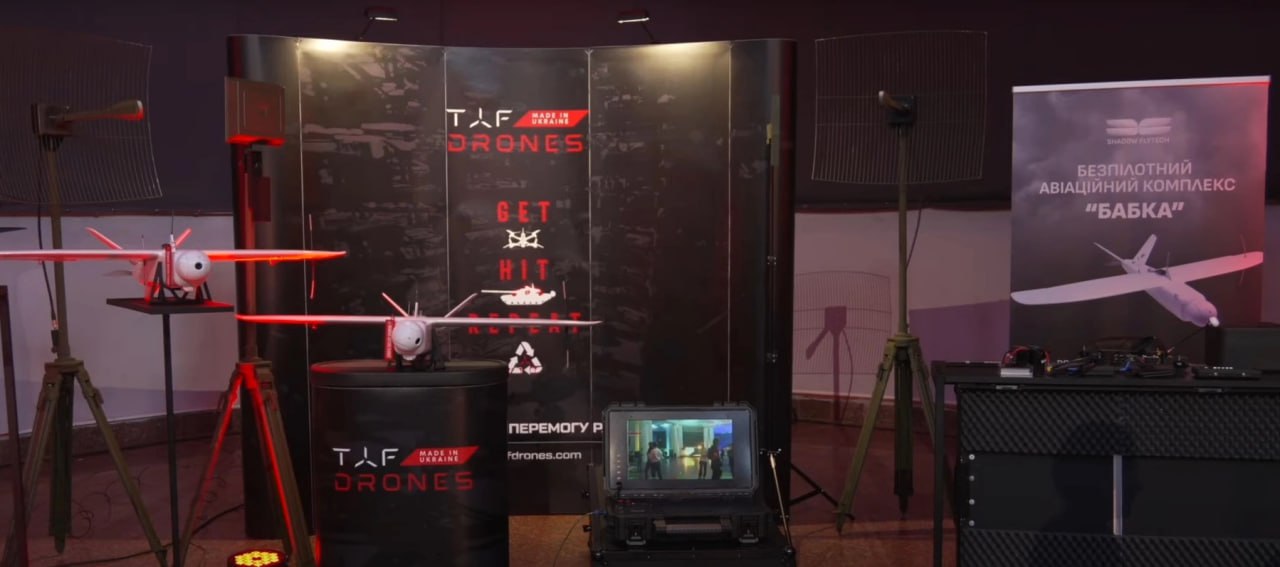 TAF
MADE IN
UKRAINE
DRONES
GET
HIT
REPEAT
ПЕРЕМОГУ
fdrones.com
TAF
MADE IN
UKRAINE
DRONES
SHADOW FLYTECH
БЕЗПІЛОТНИЙ
АВІАЦІЙНИЙ КОМПЛЕКС
“БАБКА”